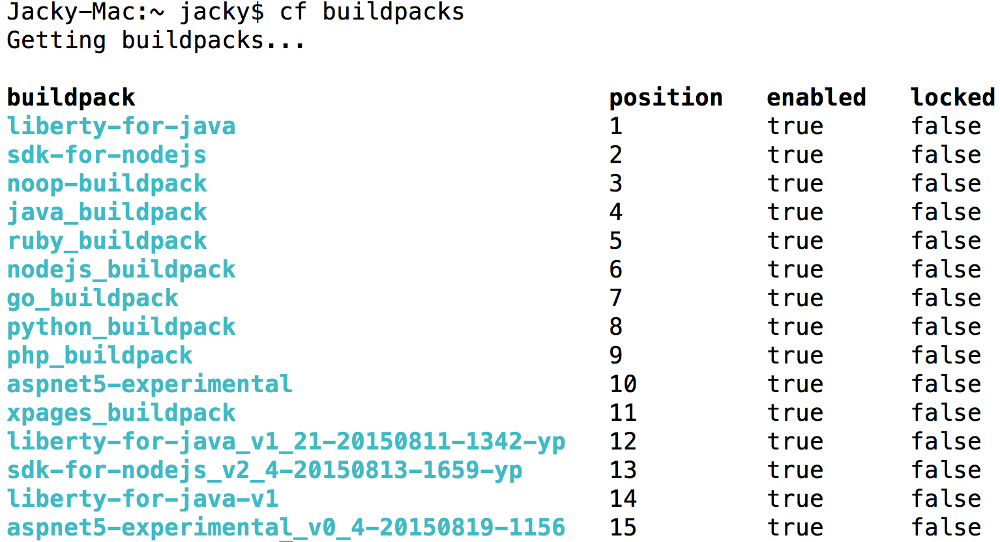 Jacky-Mac:~ jacky$ cf buildpacks
Getting buildpacks...
buildpack position enabled locked
liberty-for-java 1 true false
sdk-for-nodejs 2 true false
noop-buildpack 3 true false
java_buildpack 4 true false
ruby_buildpack 5 true false
nodejs_buildpack 6 true false
go_buildpack 7 true false
python_buildpack 8 true false
php_buildpack 9 true false
aspnet5-experimental 10 true false
xpages_buildpack 11 true false
liberty-for-java_v1_21-20150811-1342-yp 12 true false
sdk-for-nodejs_v2_4-20150813-1659-yp 13 true false
liberty-for-java-v1 14 true false
aspnet5-experimental_v0_4-20150819-1156 15 true false